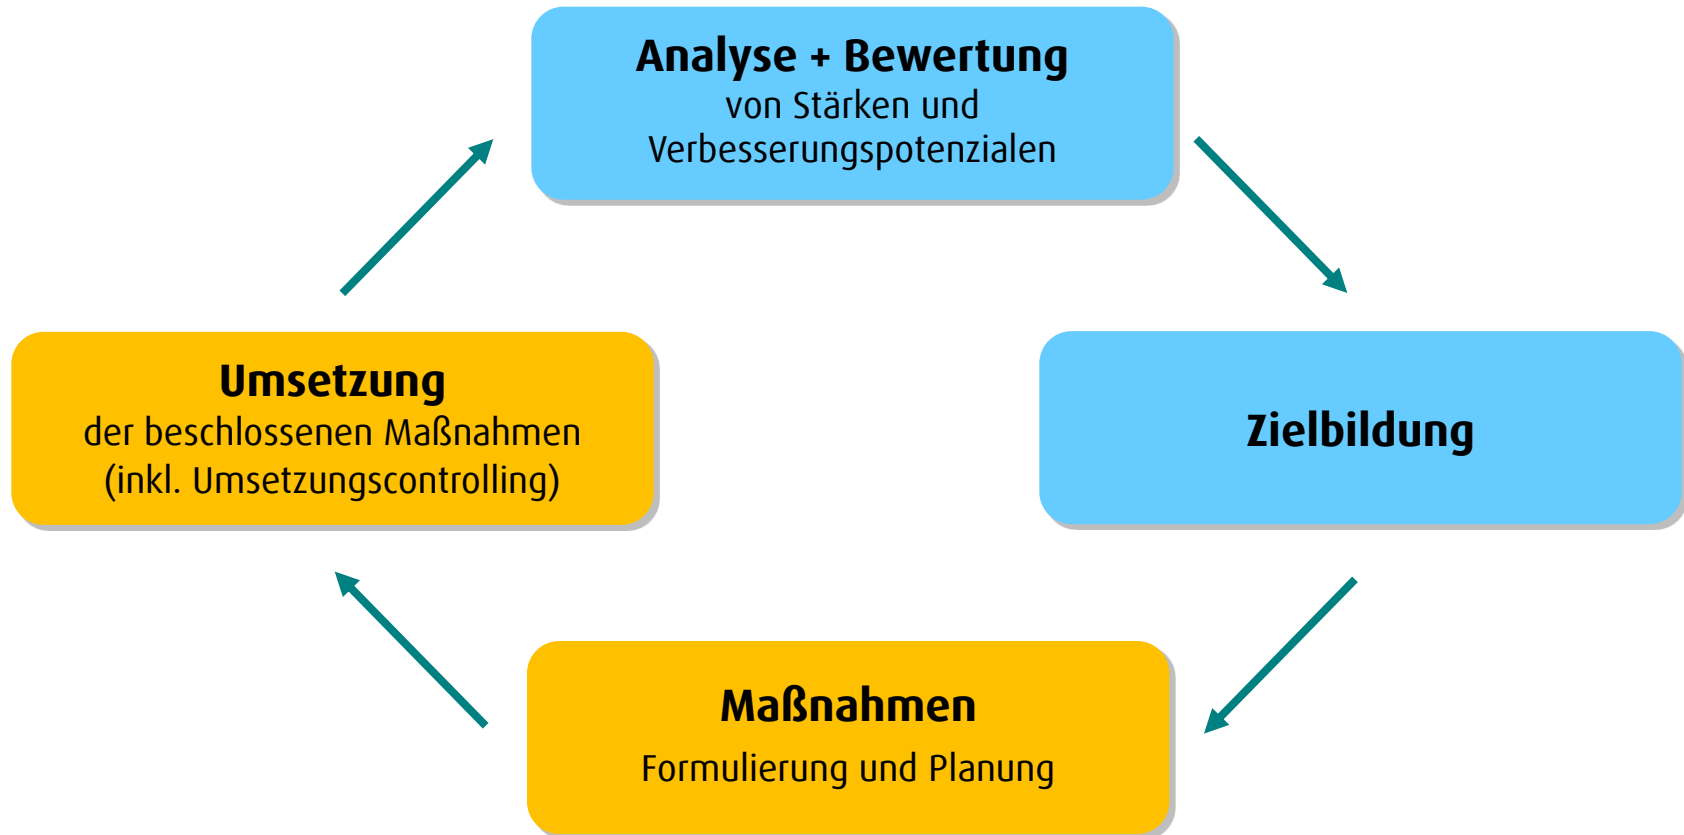 Analyse + Bewertung
von Stärken und
Verbesserungspotenzialen
Umsetzung
der beschlossenen Maßnahmen
(inkl. Umsetzungscontrolling)
Zielbildung
Maßnahmen
Formulierung und Planung